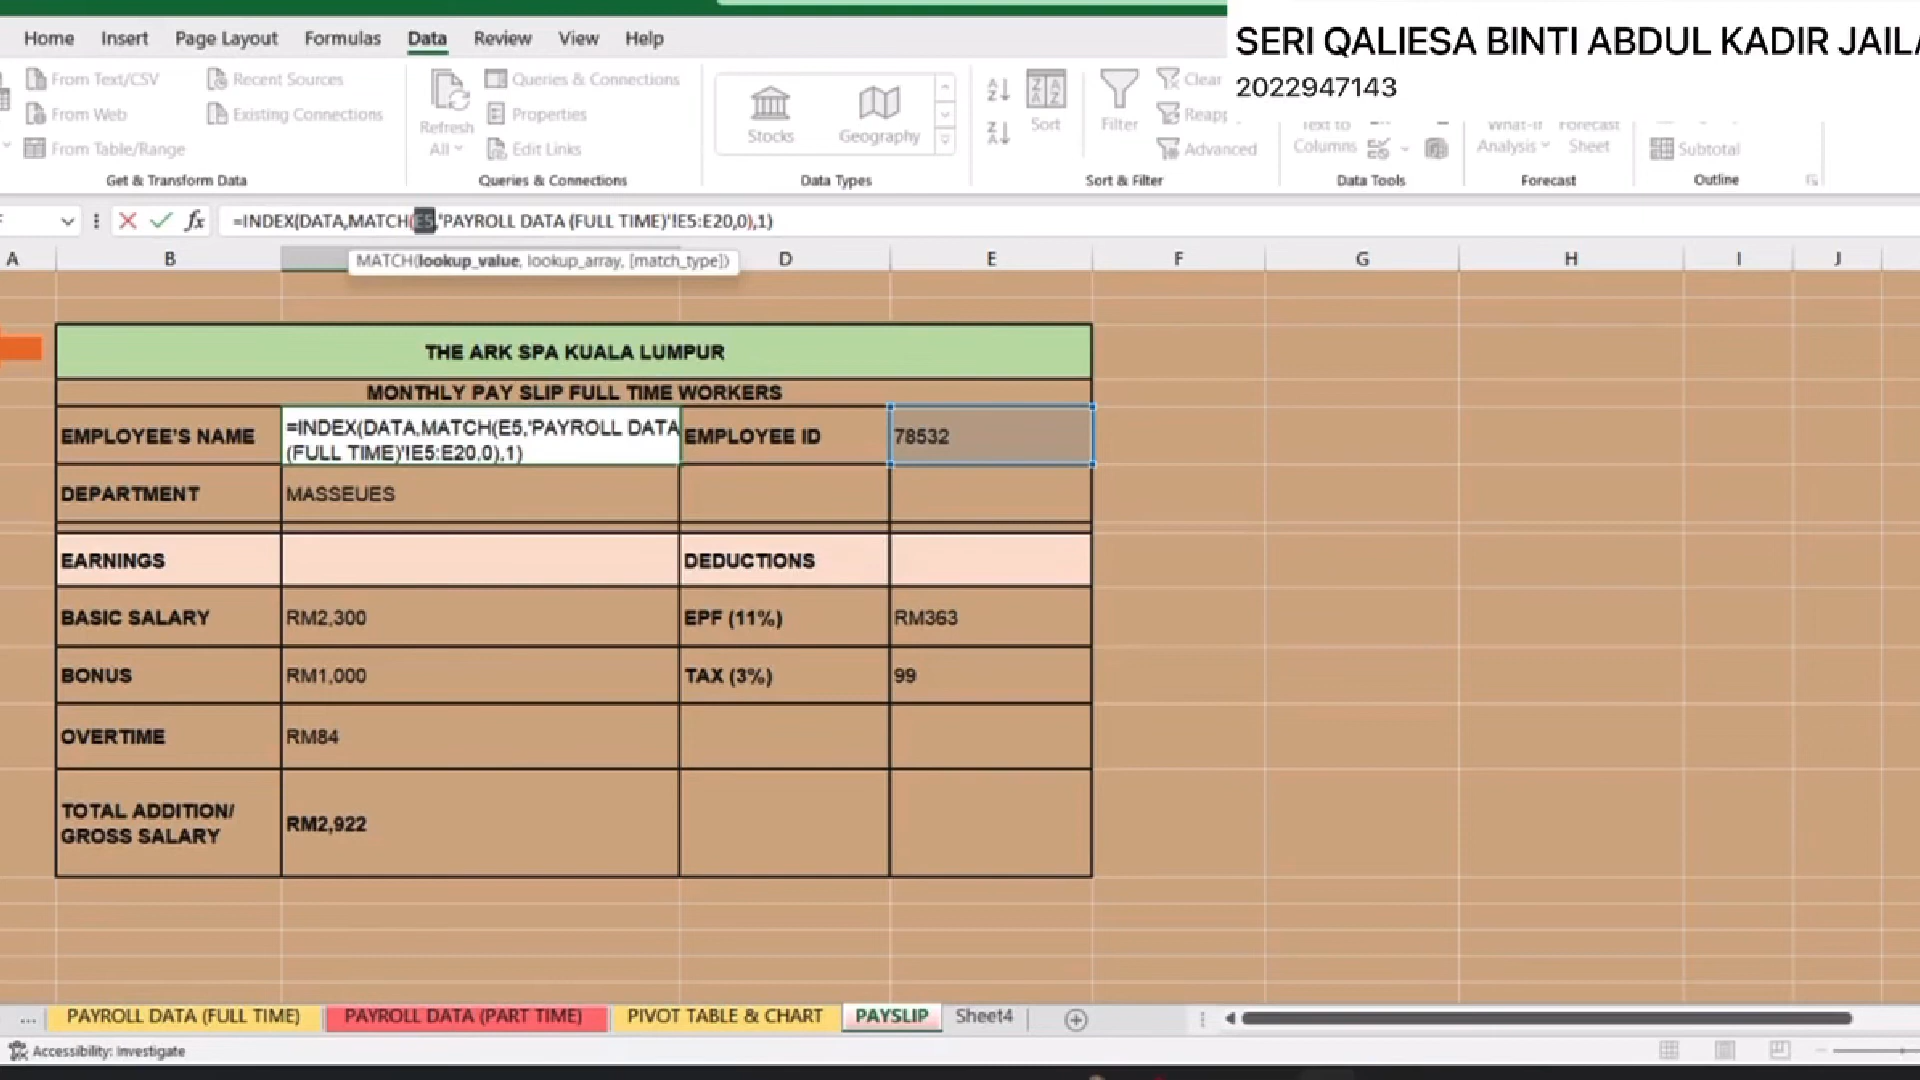 Home Insert Page Layout Formulas Data Review View Help
SERI QALIESA BINTI ABDUL KADIR
2022947143
From Text/CSV Recent Sources Queries & Connections Clear
From Web Existing Connections Properties
From Table/Range Edit Links Advanced
Refresh All
Stocks Geography
Sort Filter
Text to Columns What-If Analysis Forecast Sheet Subtotal
Get & Transform Data Queries & Connections Data Types Sort & Filter Data Tools Forecast Outline
fx =INDEX(DATA,MATCH(E5,'PAYROLL DATA (FULL TIME)'!E5:E20,0),1)
MATCH(lookup_value, lookup_array, [match_type])
A B D E F G H I J
THE ARK SPA KUALA LUMPUR
MONTHLY PAY SLIP FULL TIME WORKERS
EMPLOYEE'S NAME =INDEX(DATA,MATCH(E5,'PAYROLL DATA (FULL TIME)'!E5:E20,0),1) EMPLOYEE ID 78532
DEPARTMENT MASSEUES
EARNINGS DEDUCTIONS
BASIC SALARY RM2,300 EPF (11%) RM363
BONUS RM1,000 TAX (3%) 99
OVERTIME RM84
TOTAL ADDITION/
GROSS SALARY RM2,922
... PAYROLL DATA (FULL TIME) PAYROLL DATA (PART TIME) PIVOT TABLE & CHART PAYSLIP Sheet4
Accessibility: Investigate